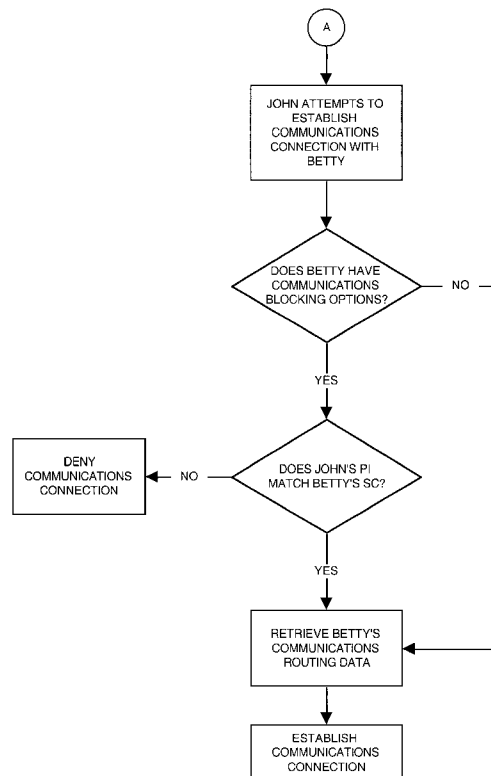 A
JOHN ATTEMPTS TO
ESTABLISH
COMMUNICATIONS
CONNECTION WITH
BETTY
DOES BETTY HAVE
COMMUNICATIONS
BLOCKING OPTIONS?
NO
YES
DENY
COMMUNICATIONS
CONNECTION
NO
DOES JOHN'S PI
MATCH BETTY'S SC?
YES
RETRIEVE BETTY'S
COMMUNICATIONS
ROUTING DATA
ESTABLISH
COMMUNICATIONS
CONNECTION